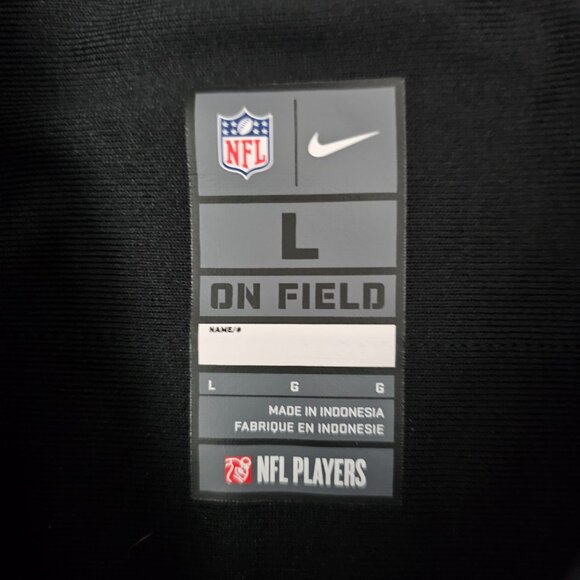 NFL
L
ON FIELD
NAME/#
L G G
MADE IN INDONESIA
FABRIQUE EN INDONESIE
NFL PLAYERS